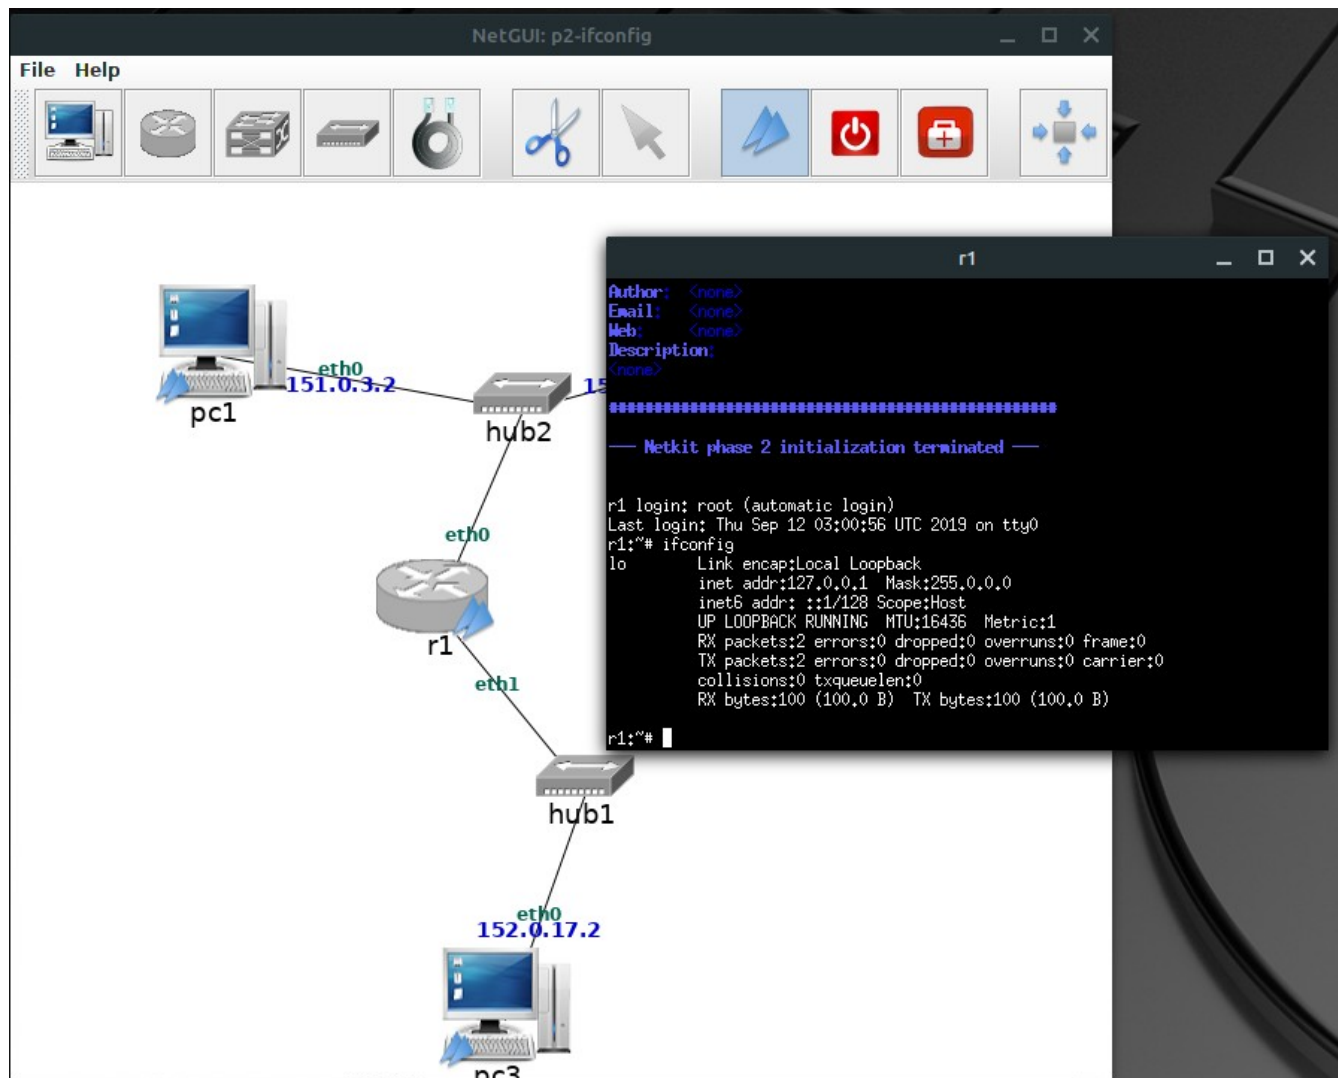 NetGUI: p2-ifconfig
File Help
eth0
151.0.3.2
pc1
hub2
15
eth0
r1
eth1
hub1
eth0
152.0.17.2
pc3
r1
Author: <none>
Email: <none>
Web: <none>
Description:
<none>
--- Netkit phase 2 initialization terminated ---
r1 login: root (automatic login)
Last login: Thu Sep 12 03:00:56 UTC 2019 on tty0
r1:~# ifconfig
lo Link encap:Local Loopback
inet addr:127.0.0.1 Mask:255.0.0.0
inet6 addr: ::1/128 Scope:Host
UP LOOPBACK RUNNING MTU:16436 Metric:1
RX packets:2 errors:0 dropped:0 overruns:0 frame:0
TX packets:2 errors:0 dropped:0 overruns:0 carrier:0
collisions:0 txqueuelen:0
RX bytes:100 (100.0 B) TX bytes:100 (100.0 B)
r1:~#